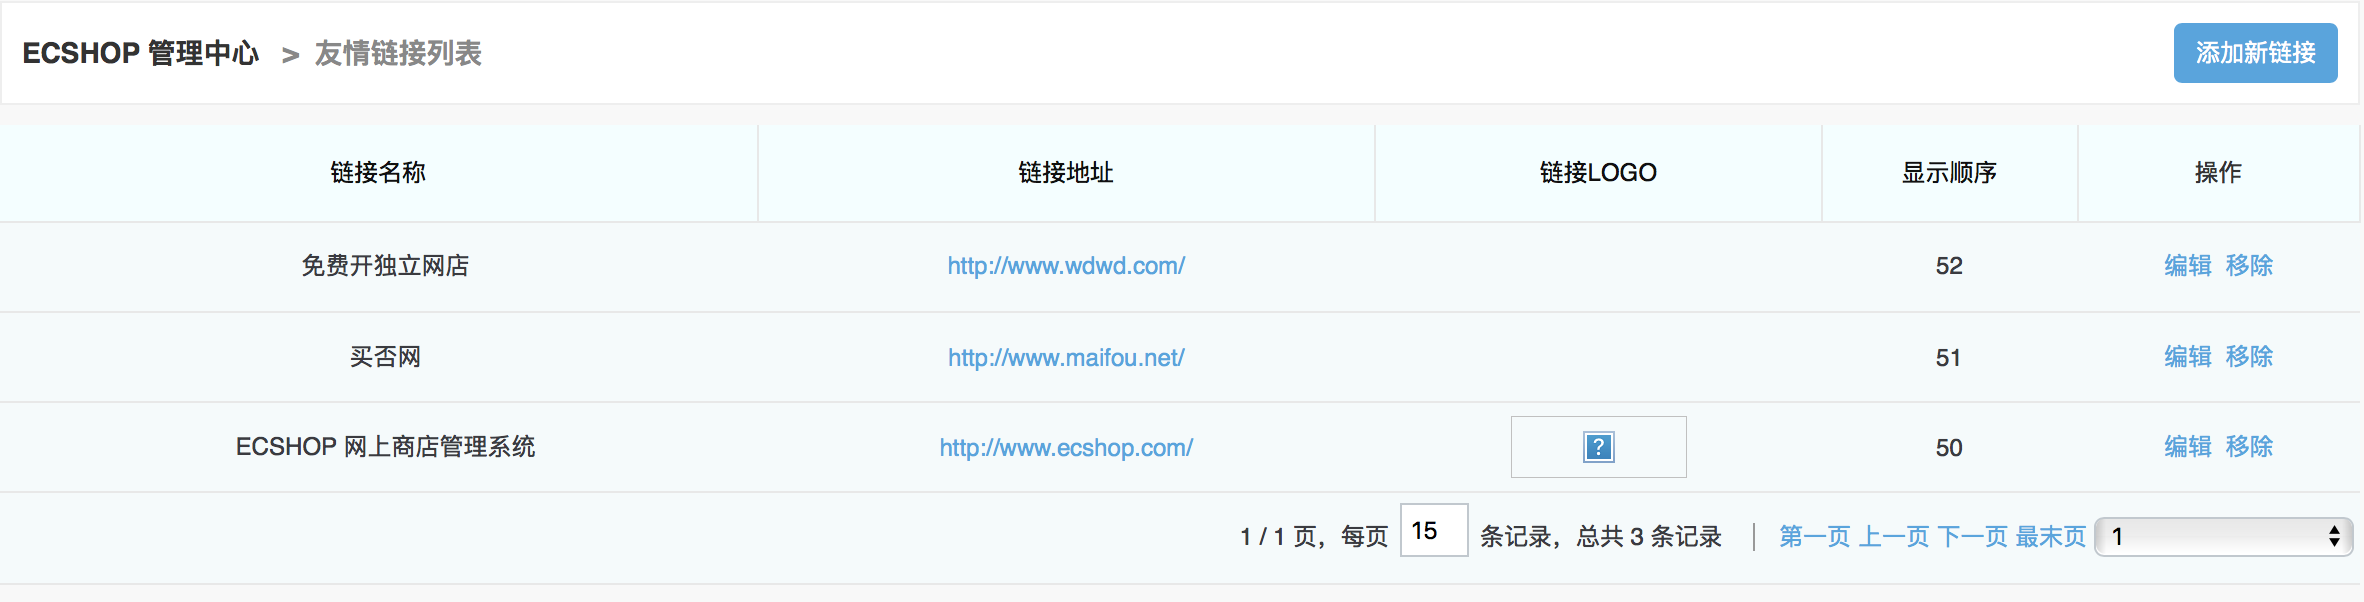 ECSHOP 管理中心 > 友情链接列表 添加新链接
链接名称 链接地址 链接LOGO 显示顺序 操作
免费开独立网店 http://www.wdwd.com/ 52 编辑 移除
买否网 http://www.maifou.net/ 51 编辑 移除
ECSHOP 网上商店管理系统 http://www.ecshop.com/ ? 50 编辑 移除
1 / 1 页，每页 15 条记录，总共 3 条记录 | 第一页 上一页 下一页 最末页 1